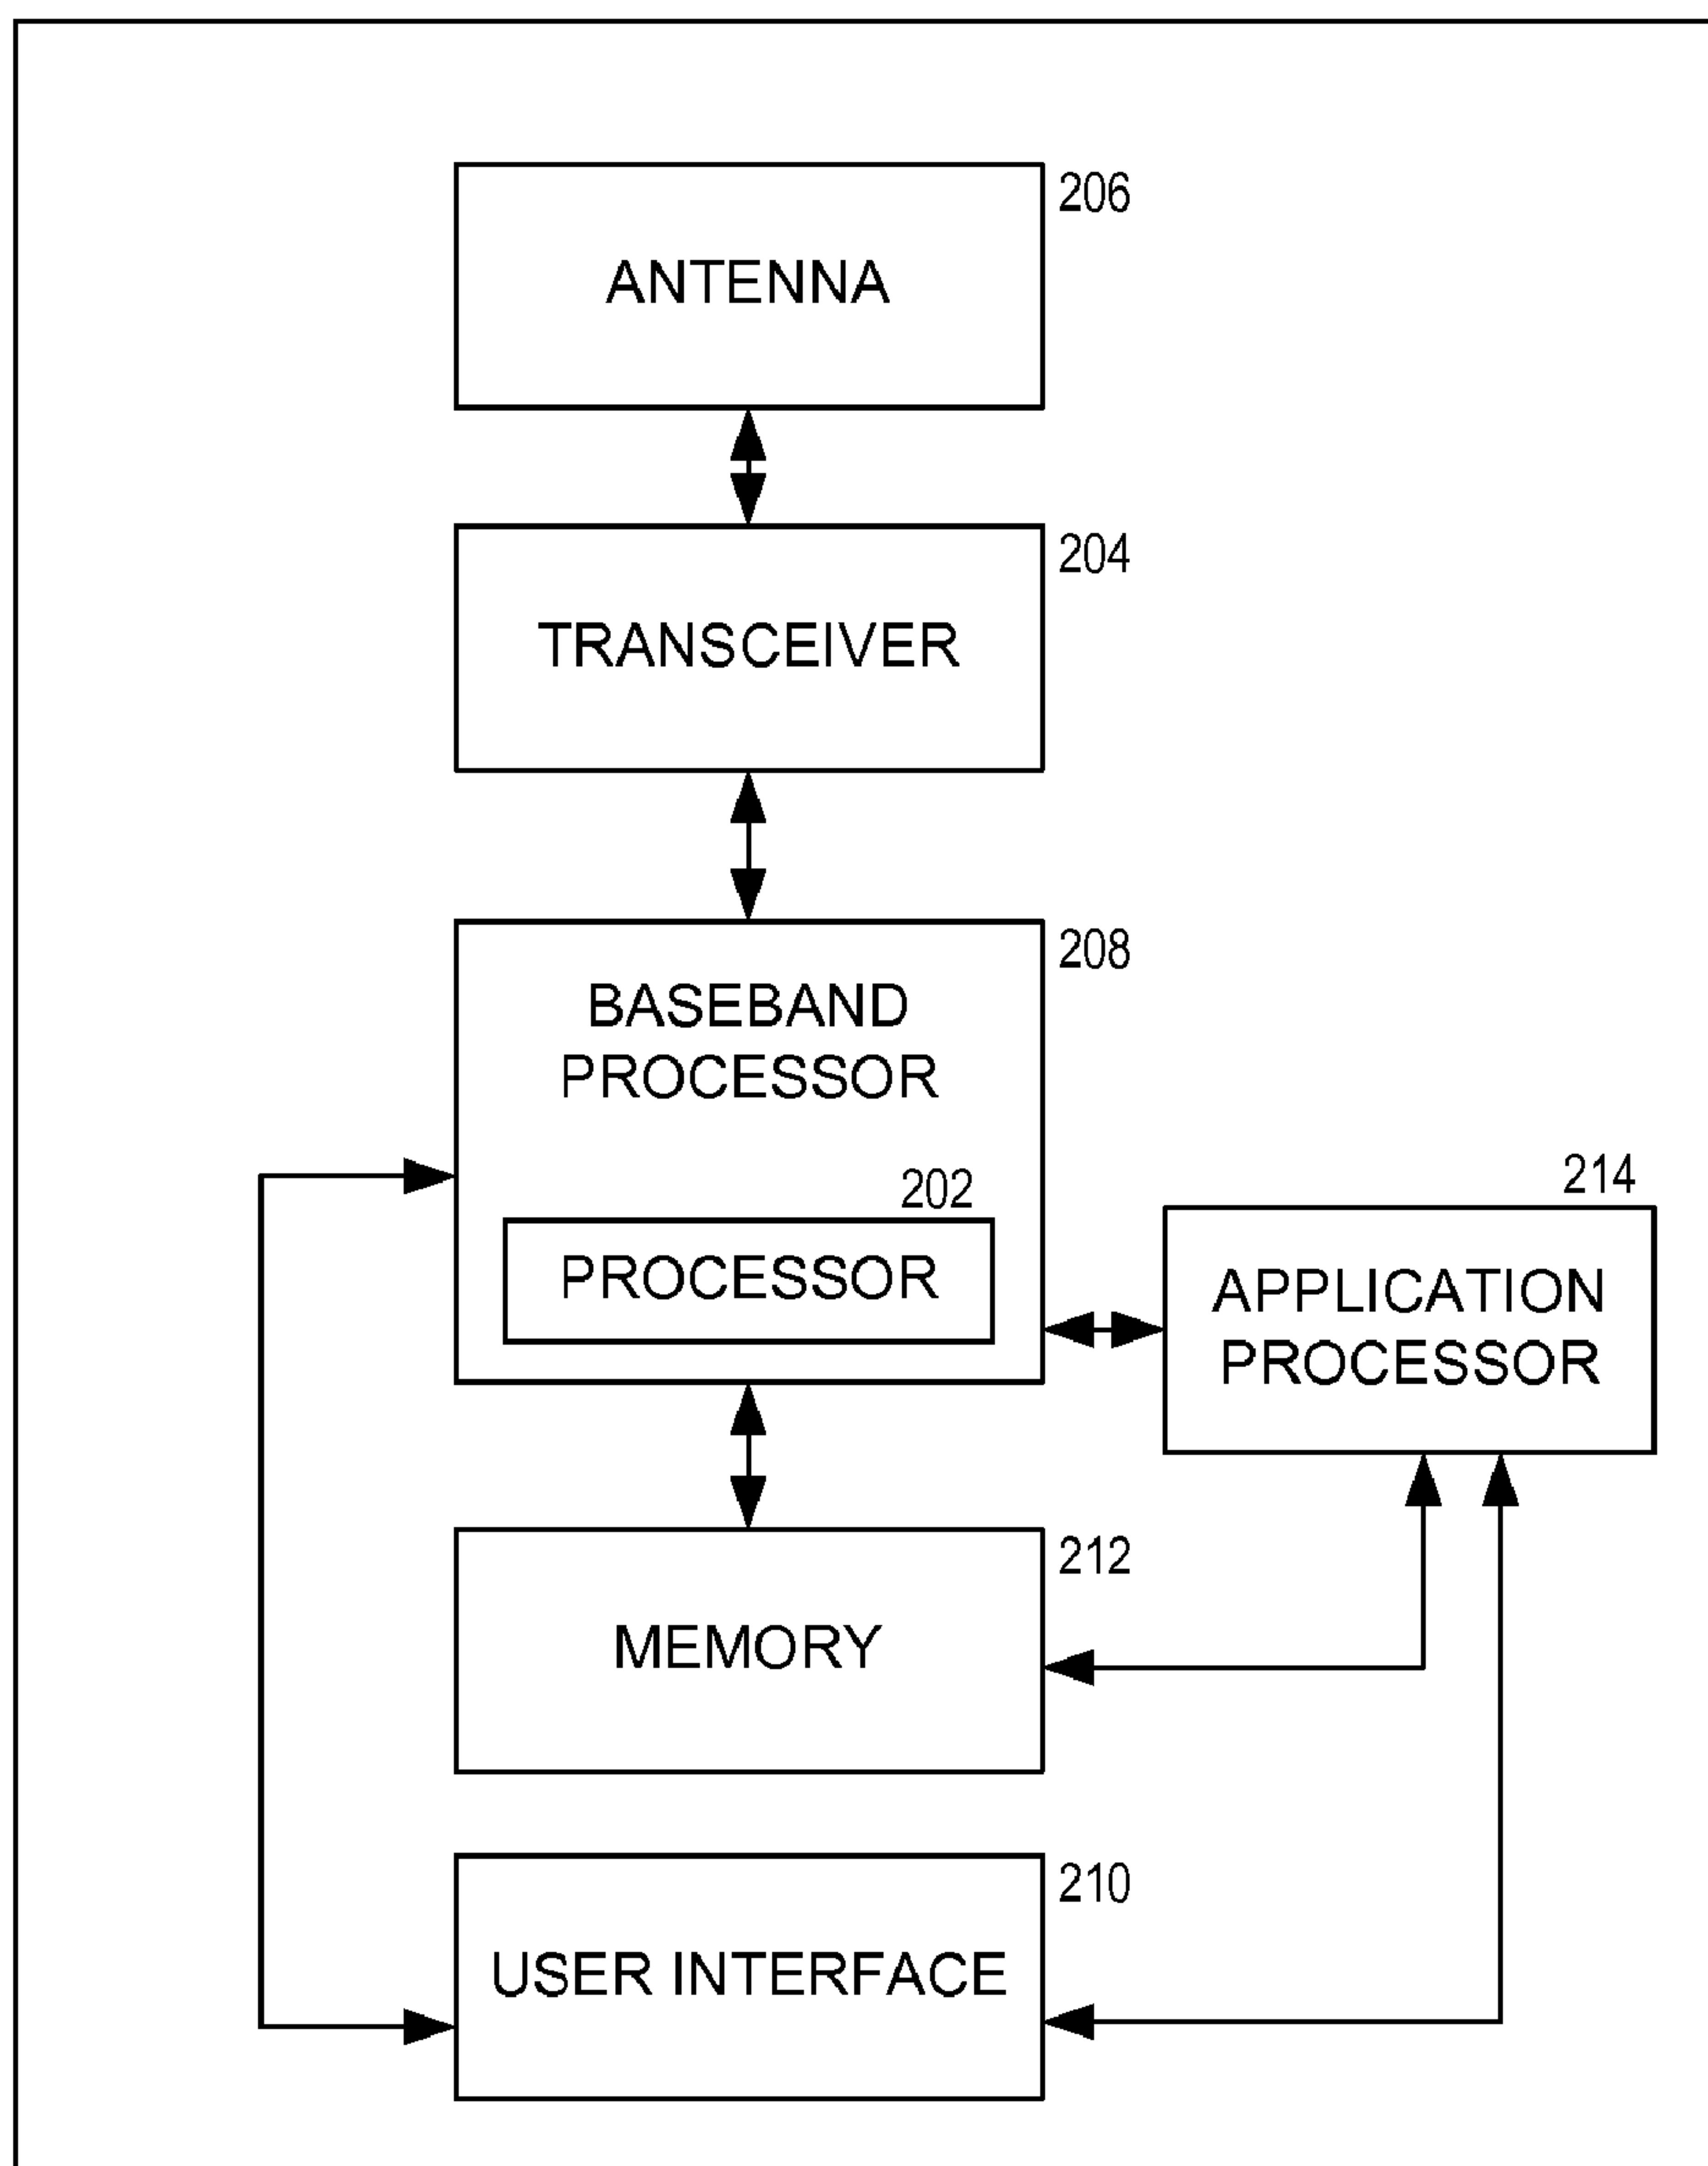 206
ANTENNA
204
TRANSCEIVER
208
BASEBAND
PROCESSOR
202
PROCESSOR
214
APPLICATION
PROCESSOR
212
MEMORY
210
USER INTERFACE